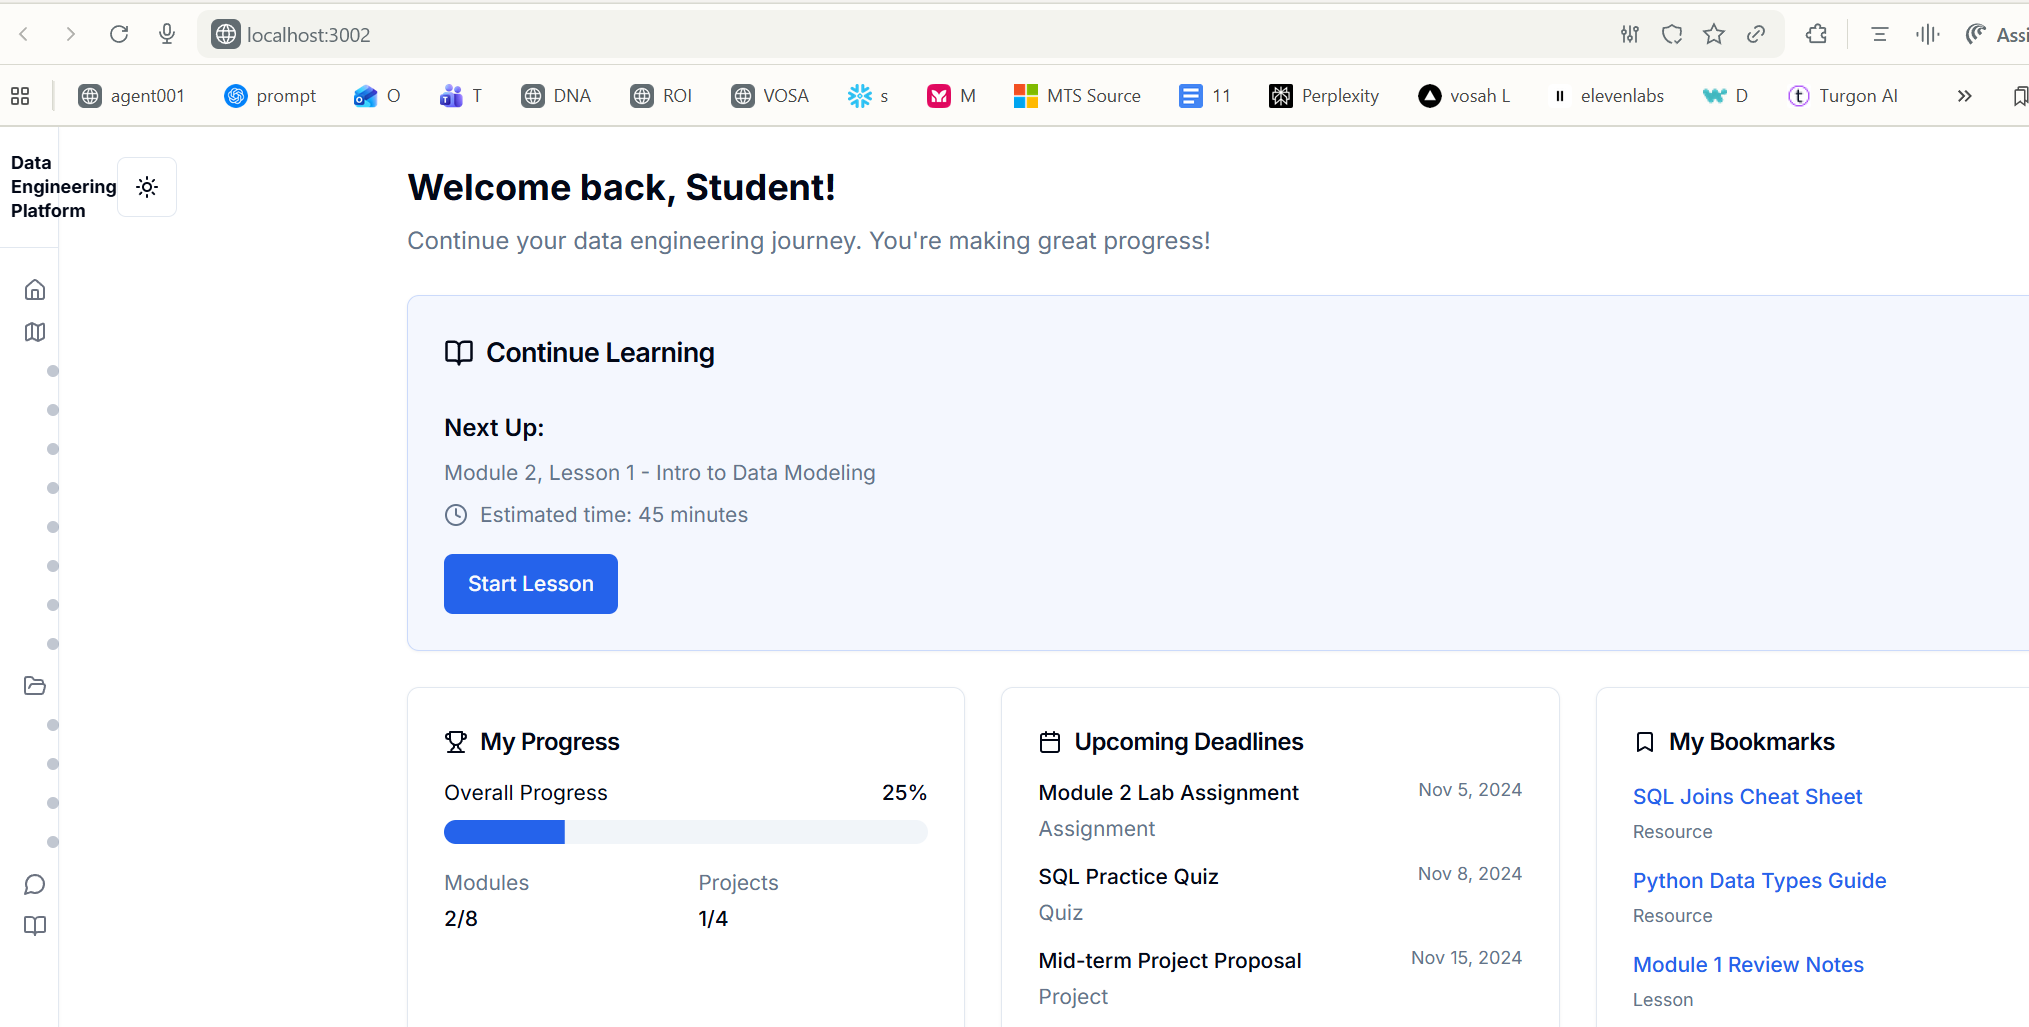 localhost:3002
Assi
agent001
prompt
O
T
DNA
ROI
VOSA
s
M
MTS Source
11
Perplexity
vosah L
elevenlabs
D
Turgon AI
Data
Engineering
Platform
Welcome back, Student!
Continue your data engineering journey. You're making great progress!
Continue Learning
Next Up:
Module 2, Lesson 1 - Intro to Data Modeling
Estimated time: 45 minutes
Start Lesson
My Progress
Overall Progress 25%
Modules Projects
2/8 1/4
Upcoming Deadlines
Module 2 Lab Assignment Nov 5, 2024
Assignment
SQL Practice Quiz Nov 8, 2024
Quiz
Mid-term Project Proposal Nov 15, 2024
Project
My Bookmarks
SQL Joins Cheat Sheet
Resource
Python Data Types Guide
Resource
Module 1 Review Notes
Lesson